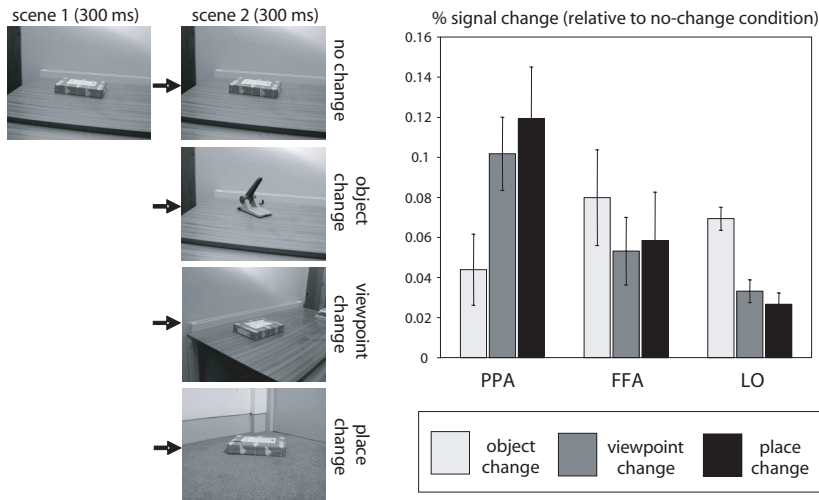 scene 1 (300 ms)
scene 2 (300 ms)
no change
object
change
viewpoint
change
place
change
% signal change (relative to no-change condition)
0.16
0.14
0.12
0.1
0.08
0.06
0.04
0.02
0
PPA
FFA
LO
object
change
viewpoint
change
place
change